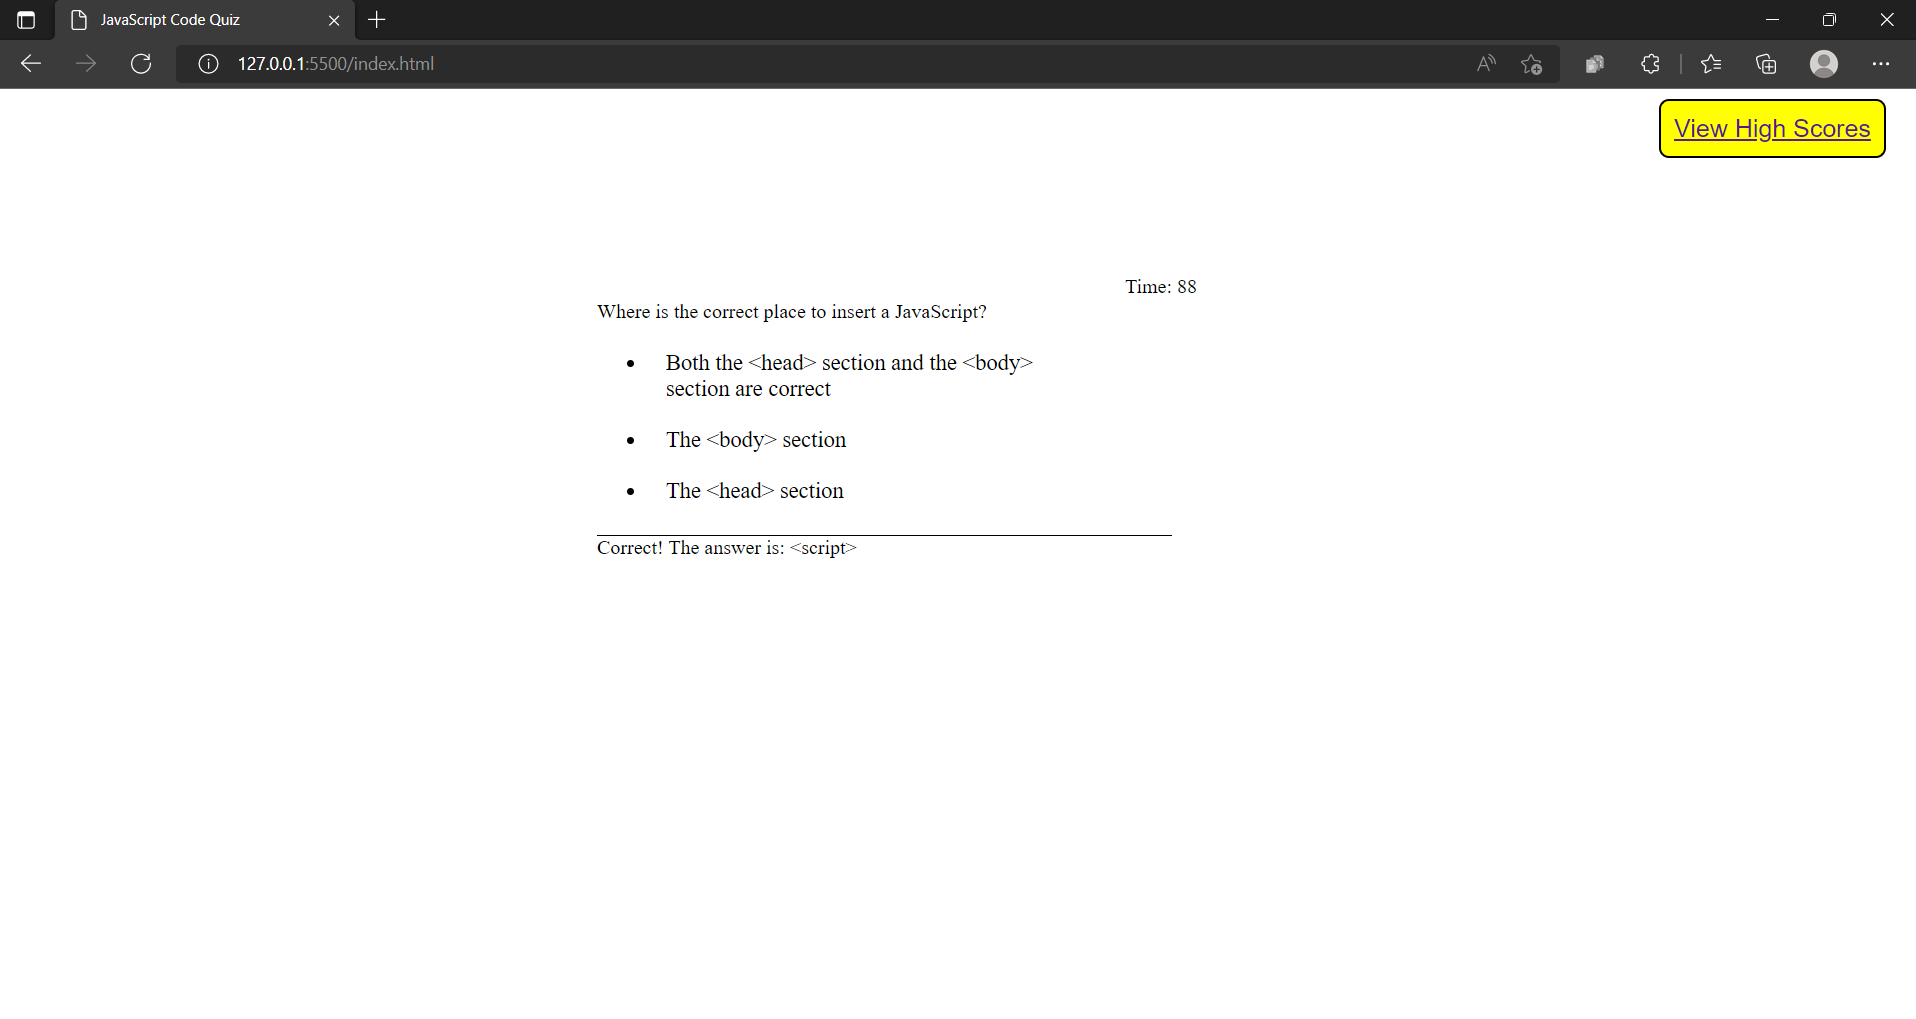 JavaScript Code Quiz
127.0.0.1:5500/index.html
View High Scores
Time: 88
Where is the correct place to insert a JavaScript?
Both the <head> section and the <body>
section are correct
The <body> section
The <head> section
Correct! The answer is: <script>